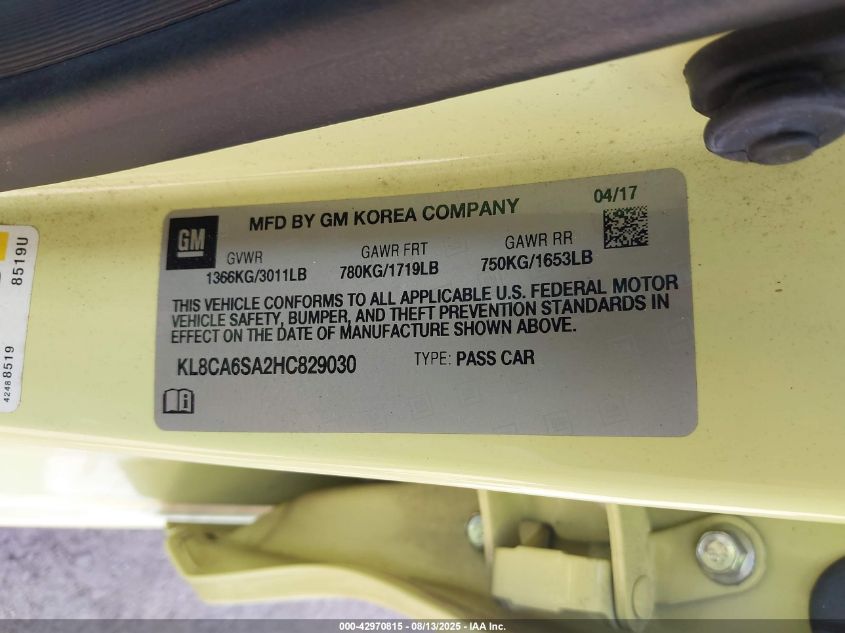 GM
MFD BY GM KOREA COMPANY
04/17
GVWR
GAWR FRT
GAWR RR
1366KG/3011LB
780KG/1719LB
750KG/1653LB
THIS VEHICLE CONFORMS TO ALL APPLICABLE U.S. FEDERAL MOTOR
VEHICLE SAFETY, BUMPER, AND THEFT PREVENTION STANDARDS IN
EFFECT ON THE DATE OF MANUFACTURE SHOWN ABOVE.
KL8CA6SA2HC829030
TYPE: PASS CAR
8519U
42488519
000-42970815 - 08/13/2025 - IAA Inc.